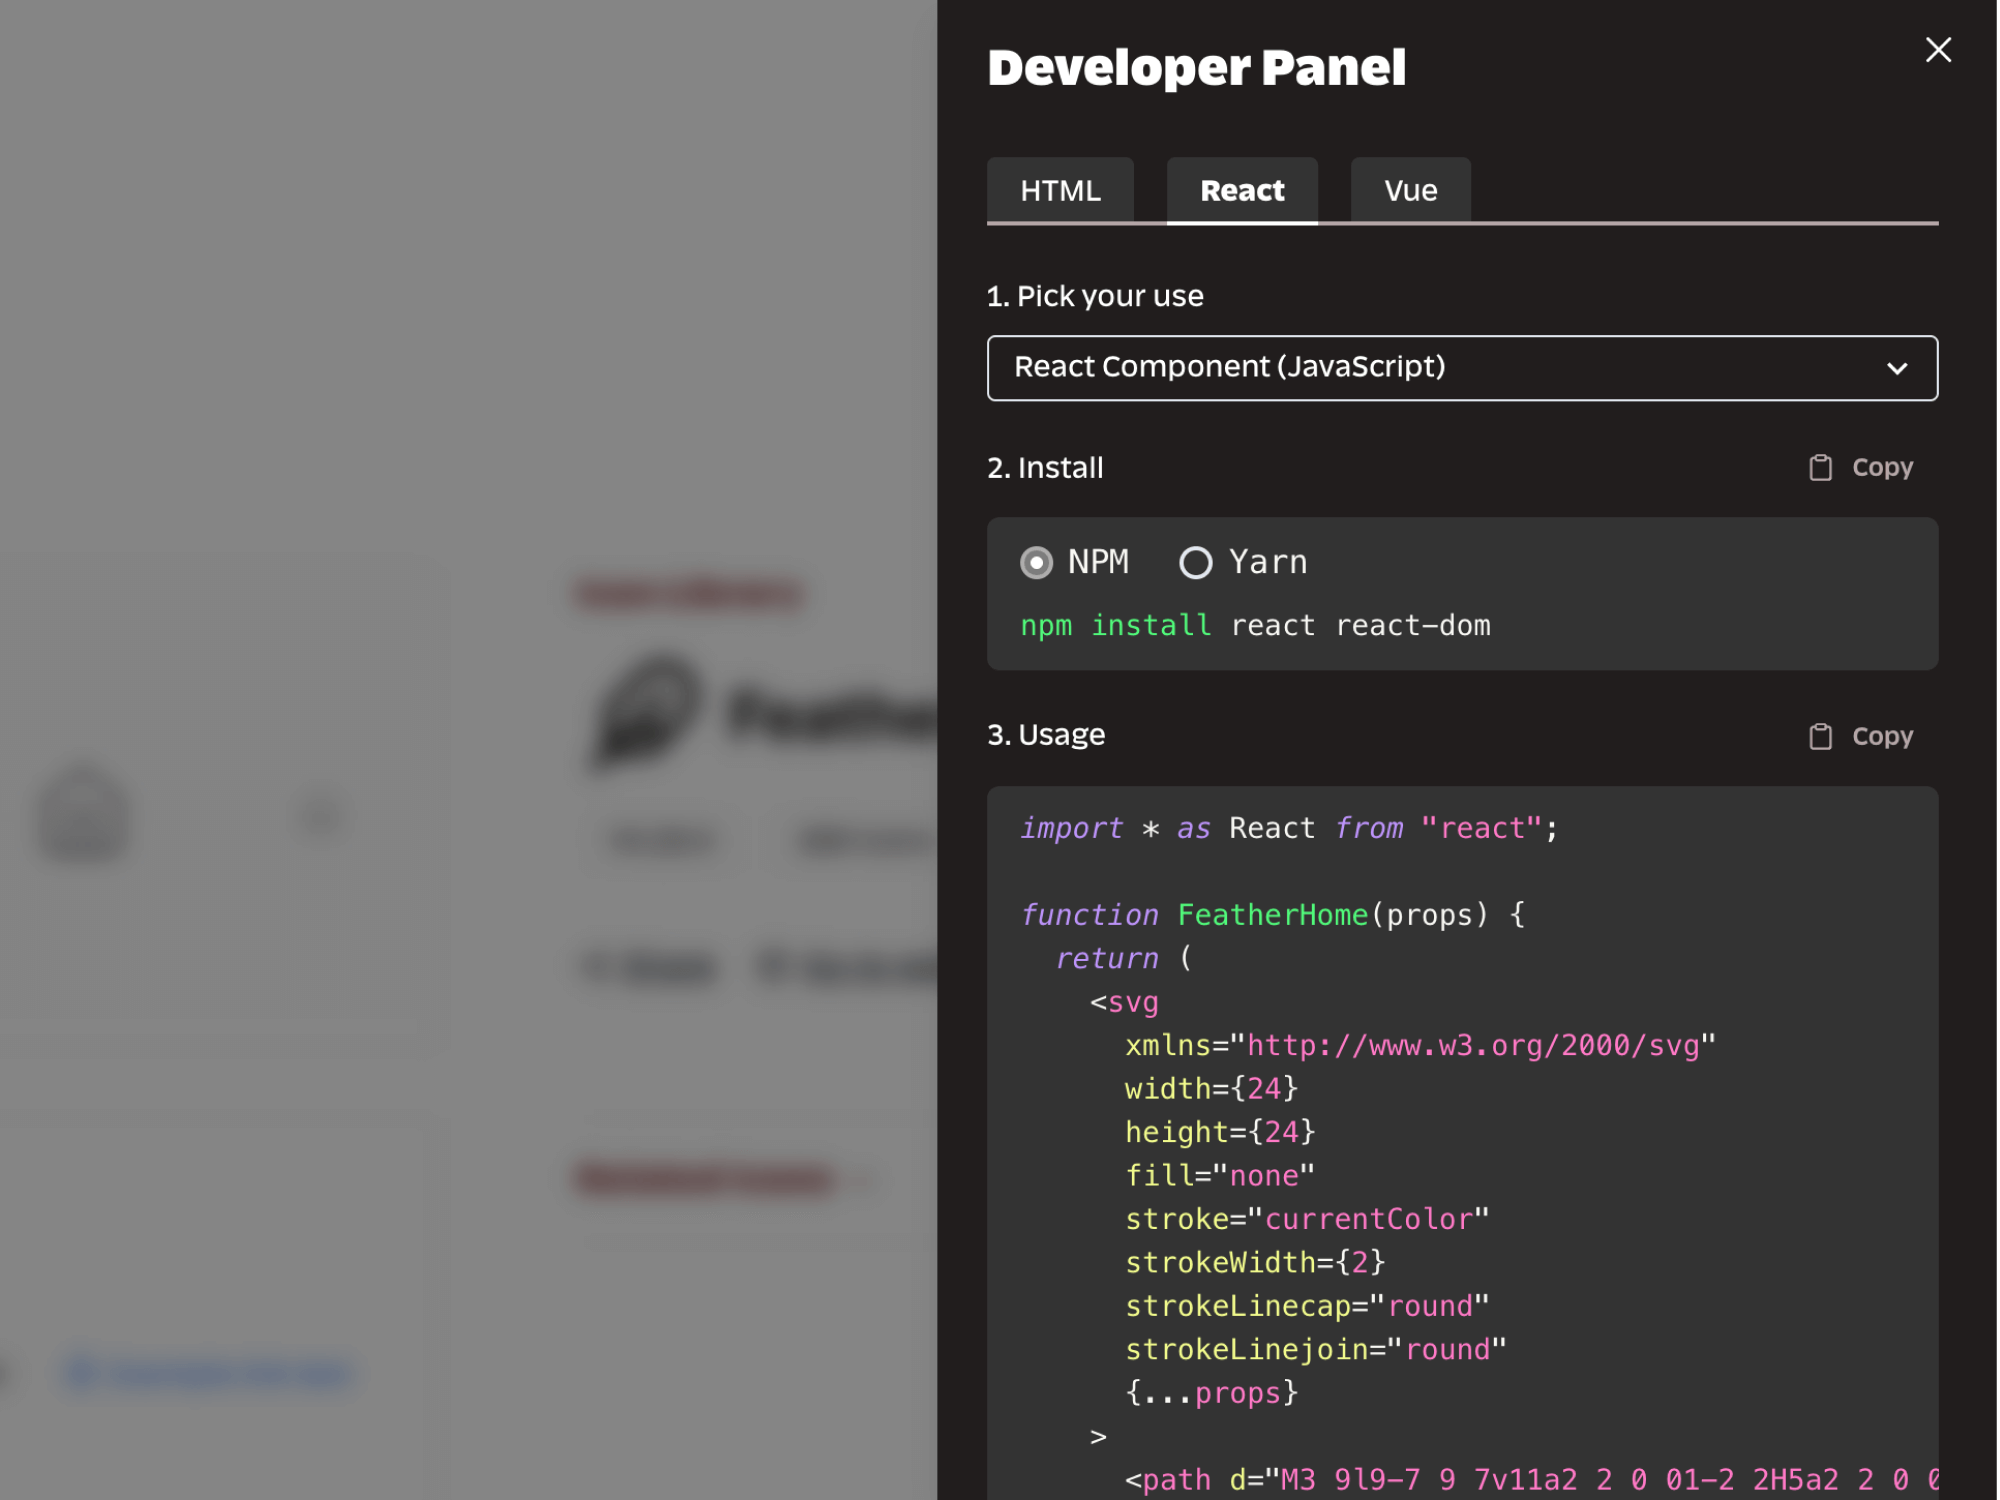 Developer Panel
HTML React Vue
1. Pick your use
React Component (JavaScript)
2. Install Copy
NPM Yarn
npm install react react-dom
3. Usage Copy
import * as React from "react";
function FeatherHome(props) {
return (
<svg
xmlns="http://www.w3.org/2000/svg"
width={24}
height={24}
fill="none"
stroke="currentColor"
strokeWidth={2}
strokeLinecap="round"
strokeLinejoin="round"
{...props}
>
<path d="M3 9l9-7 9 7v11a2 2 0 01-2 2H5a2 2 0